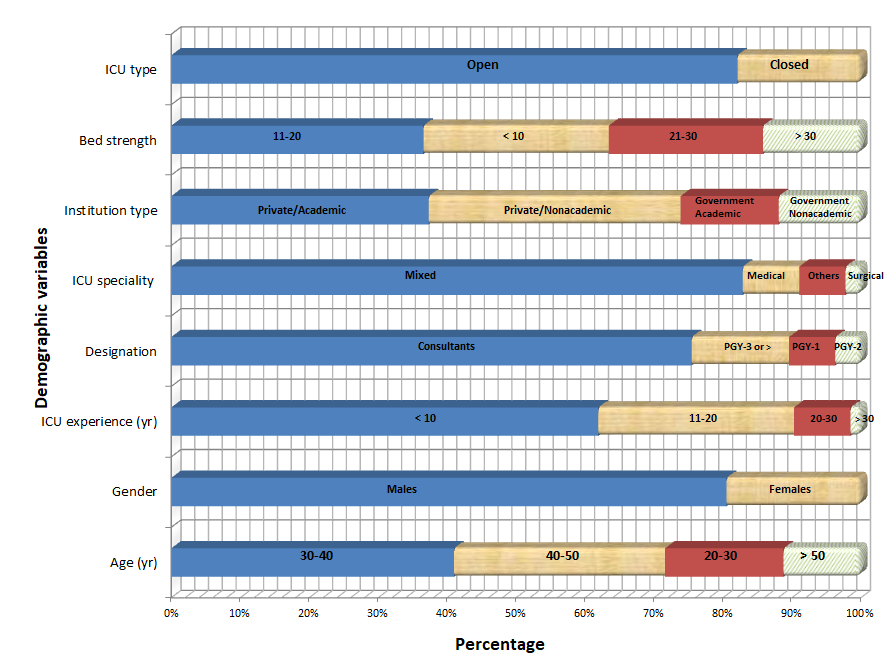 ICU type
Open
Closed
Bed strength
11-20
< 10
21-30
> 30
Institution type
Private/Academic
Private/Nonacademic
Government
Academic
Government
Nonacademic
ICU speciality
Mixed
Medical
Others
Surgical
Designation
Consultants
PGY-3 or >
PGY-1
PGY-2
ICU experience (yr)
< 10
11-20
20-30
> 30
Gender
Males
Females
Age (yr)
30-40
40-50
20-30
> 50
Demographic variables
0% 10% 20% 30% 40% 50% 60% 70% 80% 90% 100%
Percentage